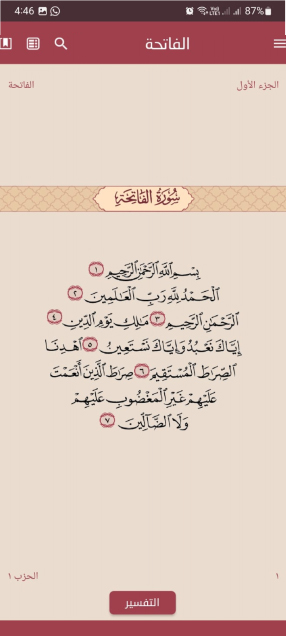 4:46 87%
الفاتحة
الجزء الأول الفاتحة
سُورَةُ الفَاتِحَةِ
بِسْمِ ٱللَّهِ ٱلرَّحْمَٰنِ ٱلرَّحِيمِ ١
ٱلْحَمْدُ لِلَّهِ رَبِّ ٱلْعَٰلَمِينَ ٢
ٱلرَّحْمَٰنِ ٱلرَّحِيمِ ٣ مَٰلِكِ يَوْمِ ٱلدِّينِ ٤
إِيَّاكَ نَعْبُدُ وَإِيَّاكَ نَسْتَعِينُ ٥ ٱهْدِنَا
ٱلصِّرَٰطَ ٱلْمُسْتَقِيمَ ٦ صِرَٰطَ ٱلَّذِينَ أَنْعَمْتَ
عَلَيْهِمْ غَيْرِ ٱلْمَغْضُوبِ عَلَيْهِمْ
وَلَا ٱلضَّآلِّينَ ٧
١ الحزب ١
التفسير